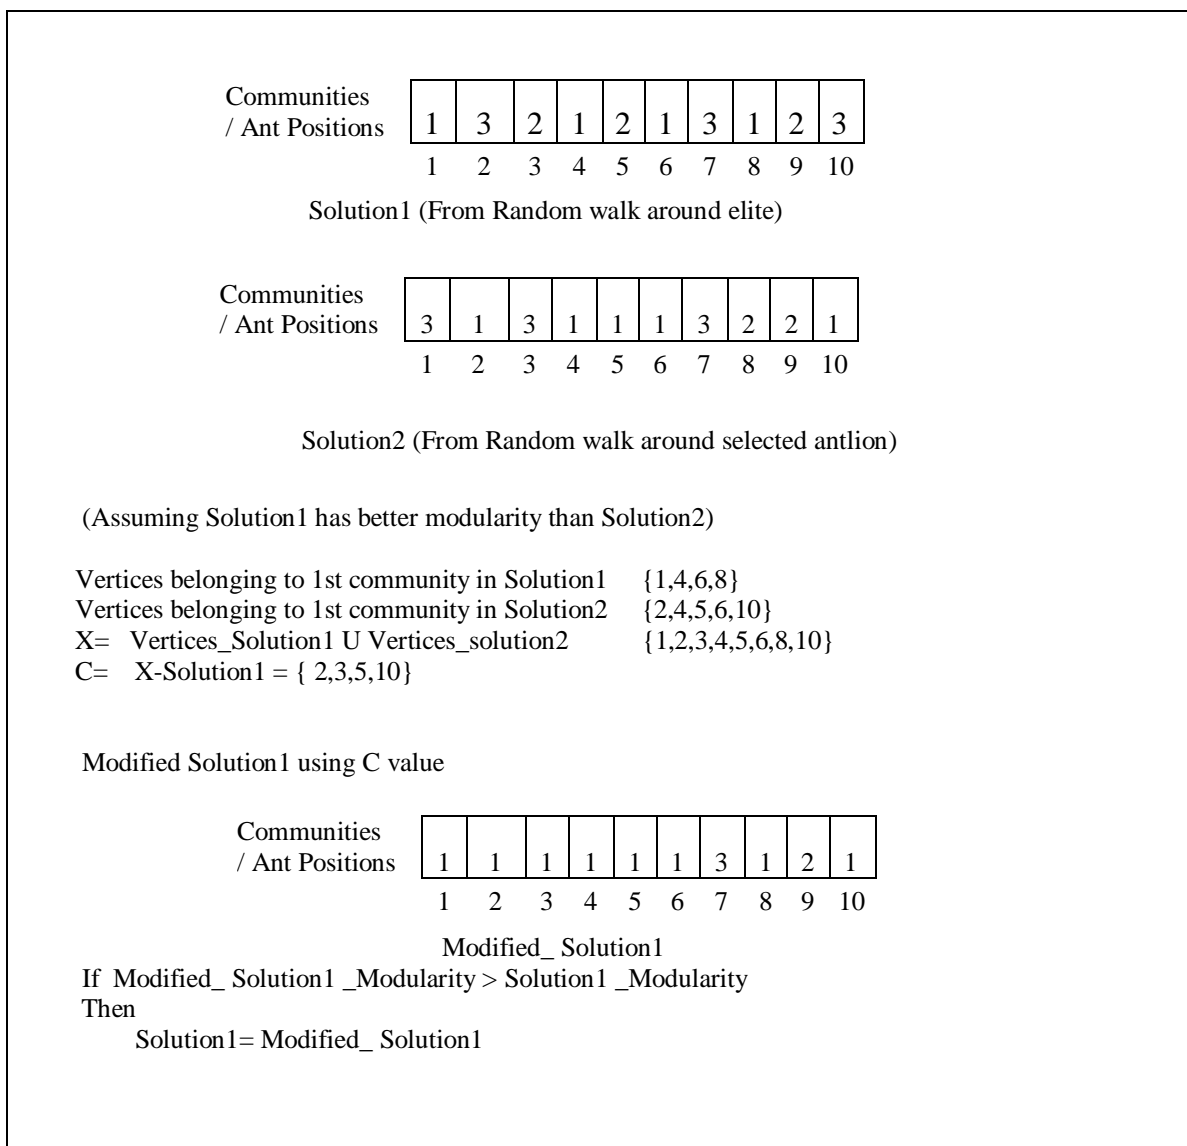 Communities
/ Ant Positions 1 3 2 1 2 1 3 1 2 3
1 2 3 4 5 6 7 8 9 10
Solution1 (From Random walk around elite)
Communities
/ Ant Positions 3 1 3 1 1 1 3 2 2 1
1 2 3 4 5 6 7 8 9 10
Solution2 (From Random walk around selected antlion)
(Assuming Solution1 has better modularity than Solution2)
Vertices belonging to 1st community in Solution1 {1,4,6,8}
Vertices belonging to 1st community in Solution2 {2,4,5,6,10}
X= Vertices_Solution1 U Vertices_solution2 {1,2,3,4,5,6,8,10}
C= X-Solution1 = { 2,3,5,10}
Modified Solution1 using C value
Communities
/ Ant Positions 1 1 1 1 1 1 3 1 2 1
1 2 3 4 5 6 7 8 9 10
Modified_ Solution1
If Modified_ Solution1 _Modularity > Solution1 _Modularity
Then
Solution1= Modified_ Solution1